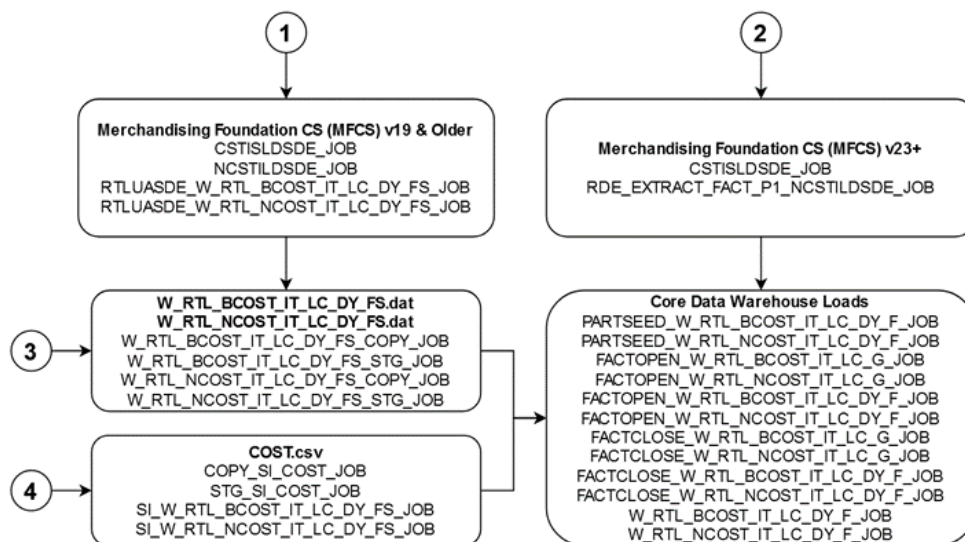 1
2
Merchandising Foundation CS (MFCS) v19 & Older
CSTISLDSDE_JOB
NCSTILDSDE_JOB
RTLUASDE_W_RTL_BCOST_IT_LC_DY_FS_JOB
RTLUASDE_W_RTL_NCOST_IT_LC_DY_FS_JOB
Merchandising Foundation CS (MFCS) v23+
CSTISLDSDE_JOB
RDE_EXTRACT_FACT_P1_NCSTILDSDE_JOB
3
W_RTL_BCOST_IT_LC_DY_FS.dat
W_RTL_NCOST_IT_LC_DY_FS.dat
W_RTL_BCOST_IT_LC_DY_FS_COPY_JOB
W_RTL_BCOST_IT_LC_DY_FS_STG_JOB
W_RTL_NCOST_IT_LC_DY_FS_COPY_JOB
W_RTL_NCOST_IT_LC_DY_FS_STG_JOB
4
COST.csv
COPY_SI_COST_JOB
STG_SI_COST_JOB
SI_W_RTL_BCOST_IT_LC_DY_FS_JOB
SI_W_RTL_NCOST_IT_LC_DY_FS_JOB
Core Data Warehouse Loads
PARTSEED_W_RTL_BCOST_IT_LC_DY_F_JOB
PARTSEED_W_RTL_NCOST_IT_LC_DY_F_JOB
FACTOPEN_W_RTL_BCOST_IT_LC_G_JOB
FACTOPEN_W_RTL_NCOST_IT_LC_G_JOB
FACTOPEN_W_RTL_BCOST_IT_LC_DY_F_JOB
FACTOPEN_W_RTL_NCOST_IT_LC_DY_F_JOB
FACTCLOSE_W_RTL_BCOST_IT_LC_G_JOB
FACTCLOSE_W_RTL_NCOST_IT_LC_G_JOB
FACTCLOSE_W_RTL_BCOST_IT_LC_DY_F_JOB
FACTCLOSE_W_RTL_NCOST_IT_LC_DY_F_JOB
W_RTL_BCOST_IT_LC_DY_F_JOB
W_RTL_NCOST_IT_LC_DY_F_JOB